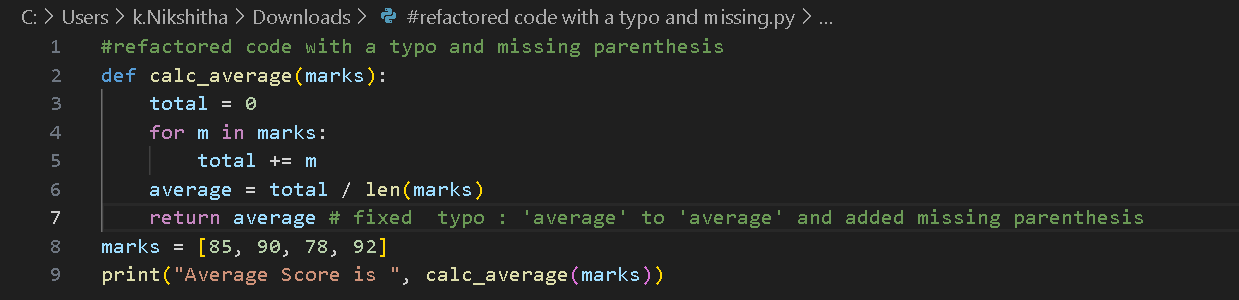 C: > Users > k.Nikshitha > Downloads > #refactored code with a typo and missing.py > ...
1 #refactored code with a typo and missing parenthesis
2 def calc_average(marks):
3     total = 0
4     for m in marks:
5         total += m
6     average = total / len(marks)
7     return average # fixed  typo : 'average' to 'average' and added missing parenthesis
8 marks = [85, 90, 78, 92]
9 print("Average Score is ", calc_average(marks))